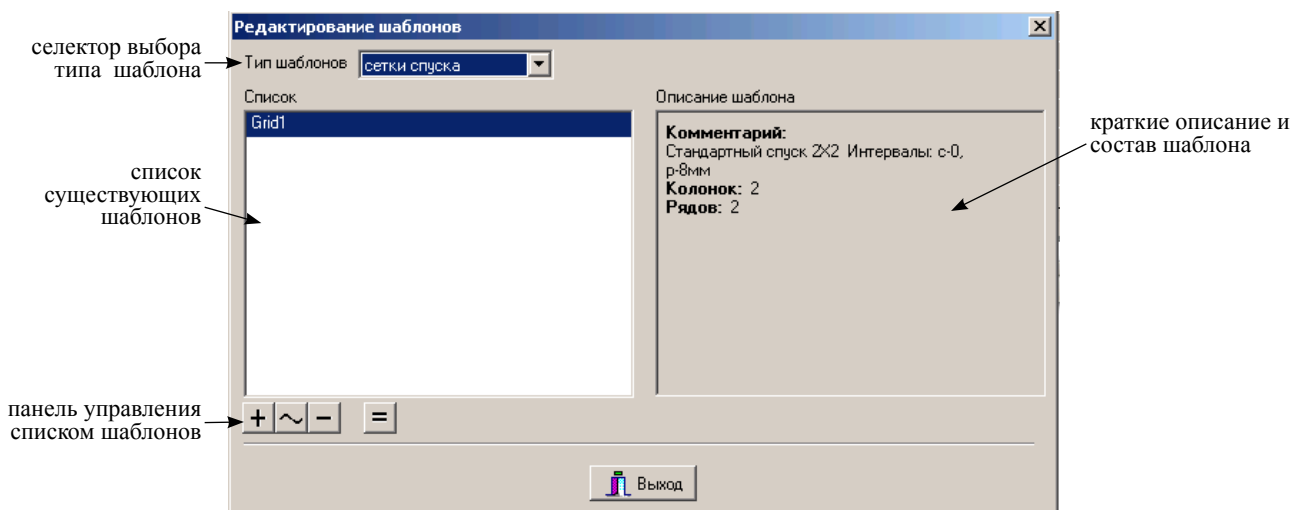 Редактирование шаблонов
селектор выбора
типа шаблона
Тип шаблонов сетки спуска
Список
Описание шаблона
Grid1
Комментарий:
Стандартный спуск 2X2 Интервалы: с-0,
р-8мм
Колонок: 2
Рядов: 2
краткие описание и
состав шаблона
список
существующих
шаблонов
панель управления
списком шаблонов
+ ~ - =
Выход